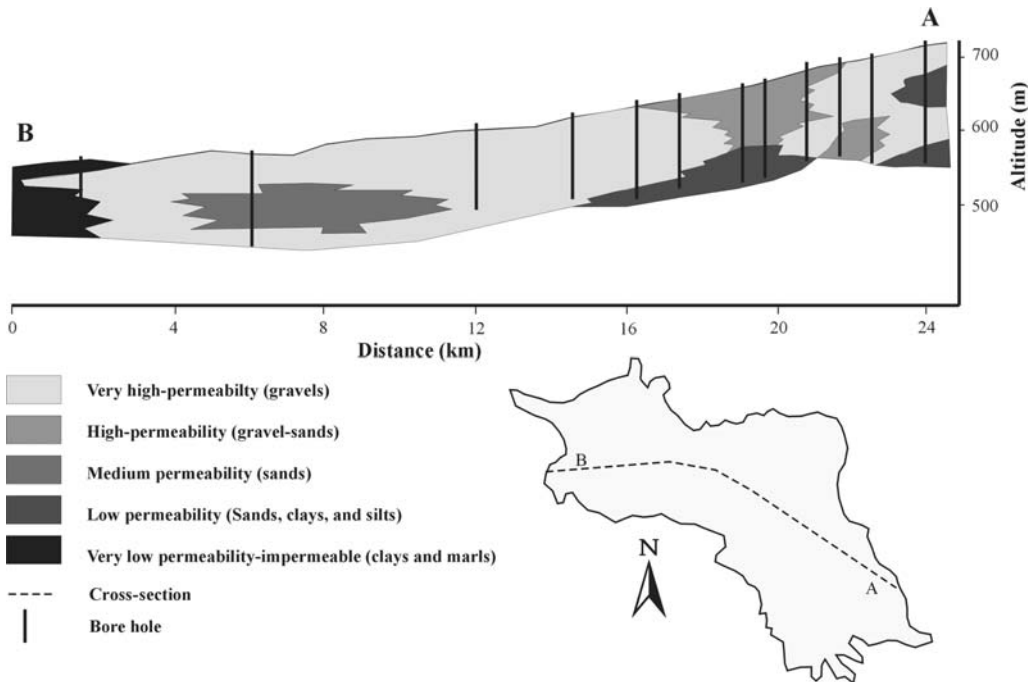 A
B
700
600
500
Altitude (m)
0 4 8 12 16 20 24
Distance (km)
Very high-permeabilty (gravels)
High-permeability (gravel-sands)
Medium permeability (sands)
Low permeability (Sands, clays, and silts)
Very low permeability-impermeable (clays and marls)
Cross-section
Bore hole
B
N
A